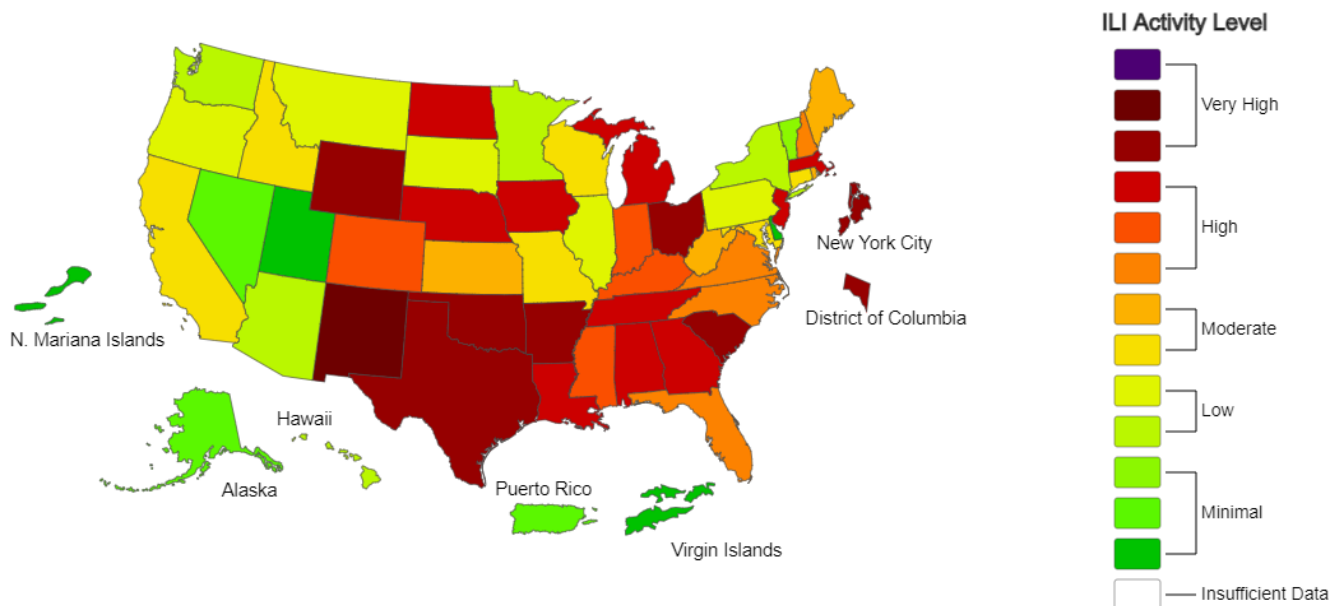 ILI Activity Level
Very High
High
Moderate
Low
Minimal
Insufficient Data
New York City
District of Columbia
N. Mariana Islands
Hawaii
Alaska
Puerto Rico
Virgin Islands